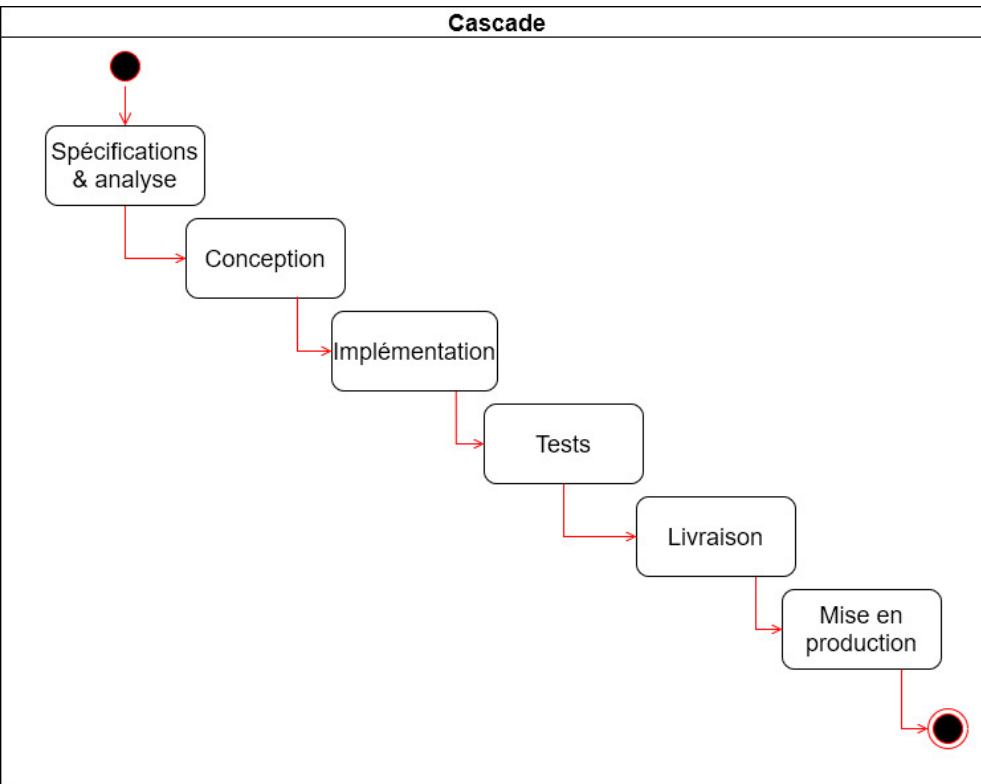 Cascade
Spécifications
& analyse
Conception
Implémentation
Tests
Livraison
Mise en
production